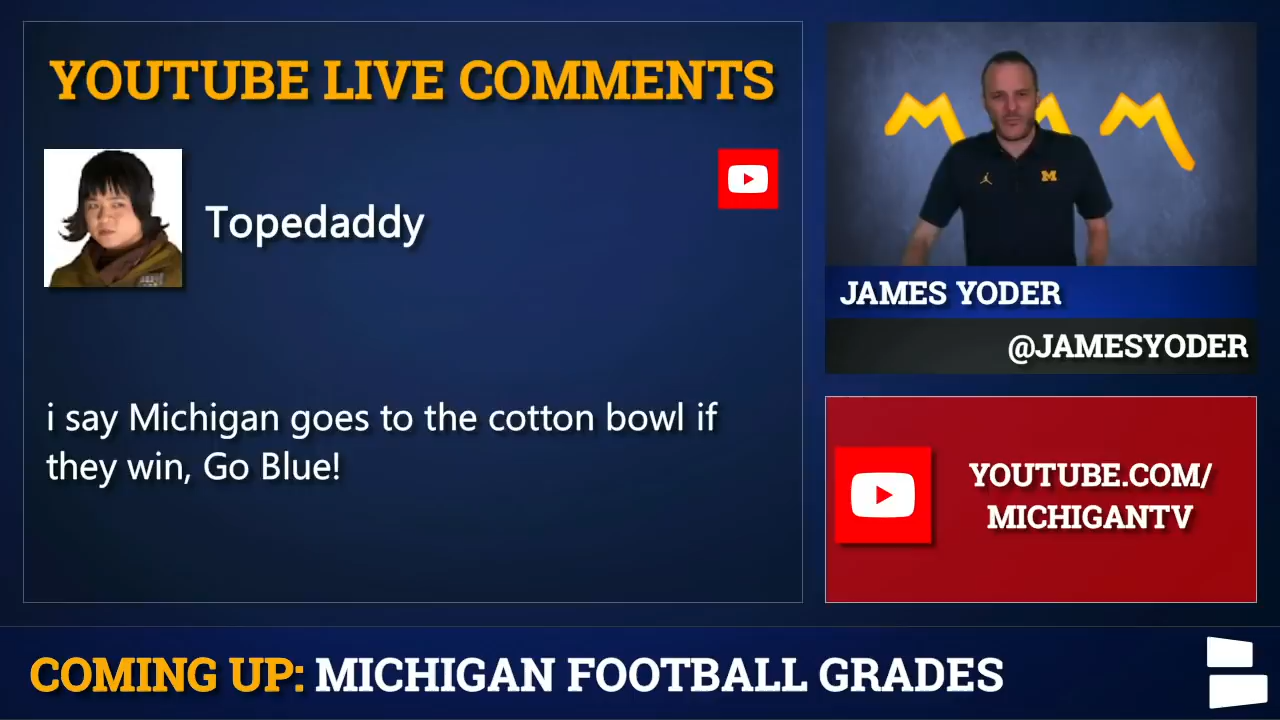 YOUTUBE LIVE COMMENTS
Topedaddy
i say Michigan goes to the cotton bowl if
they win, Go Blue!
M
JAMES YODER
@JAMESYODER
YOUTUBE.COM/
MICHIGANTV
COMING UP: MICHIGAN FOOTBALL GRADES